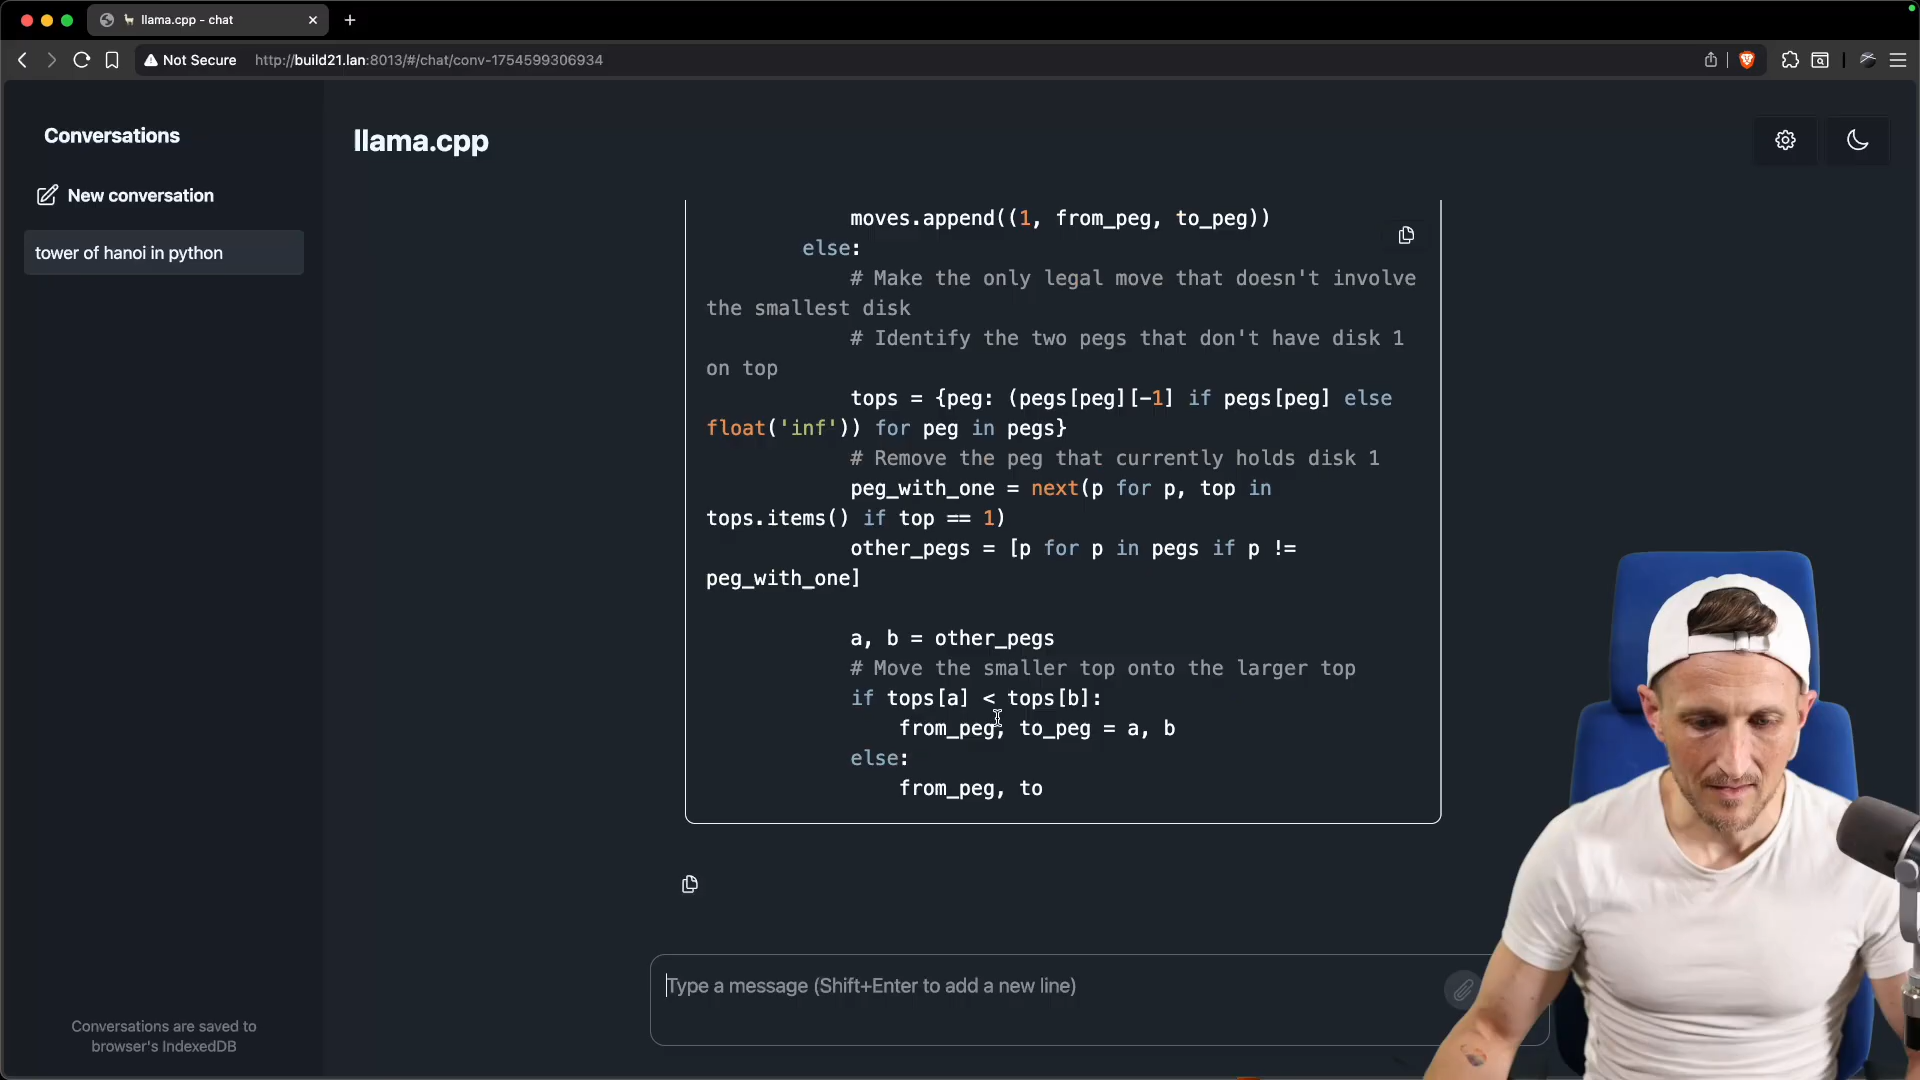 llama.cpp - chat
Not Secure
http://build21.lan:8013/#/chat/conv-1754599306934
Conversations
New conversation
tower of hanoi in python
Conversations are saved to
browser's IndexedDB
llama.cpp
moves.append((1, from_peg, to_peg))
else:
# Make the only legal move that doesn't involve
the smallest disk
# Identify the two pegs that don't have disk 1
on top
tops = {peg: (pegs[peg][-1] if pegs[peg] else
float('inf')) for peg in pegs}
# Remove the peg that currently holds disk 1
peg_with_one = next(p for p, top in
tops.items() if top == 1)
other_pegs = [p for p in pegs if p !=
peg_with_one]
a, b = other_pegs
# Move the smaller top onto the larger top
if tops[a] < tops[b]:
from_peg, to_peg = a, b
else:
from_peg, to
Type a message (Shift+Enter to add a new line)